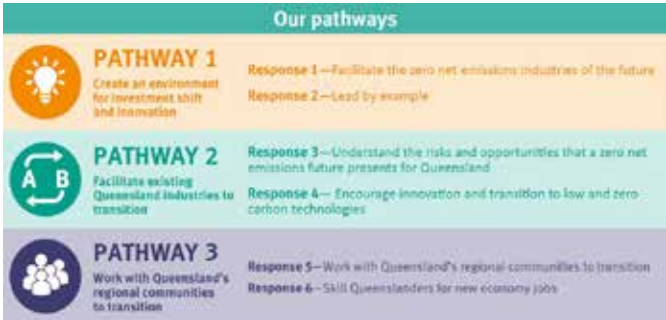 Our pathways
PATHWAY 1
Create an environment
for investment shift
and innovation
Response 1—Facilitate the zero net emissions industries of the future
Response 2—Lead by example
A B
PATHWAY 2
Facilitate existing
Queensland industries to
transition
Response 3—Understand the risks and opportunities that a zero net
emissions future presents for Queensland
Response 4— Encourage innovation and transition to low and zero
carbon technologies
PATHWAY 3
Work with Queensland's
regional communities
to transition
Response 5—Work with Queensland's regional communities to transition
Response 6—Skill Queenslanders for new economy jobs